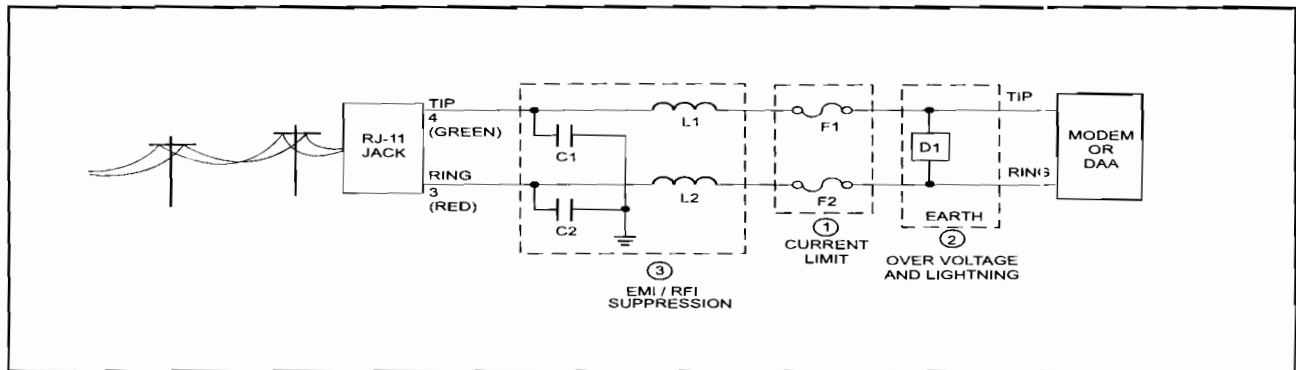 RJ-11
JACK
TIP
4
(GREEN)
RING
3
(RED)
C1
C2
L1
L2
3
EMI / RFI
SUPPRESSION
F1
F2
1
CURRENT
LIMIT
D1
EARTH
2
OVER VOLTAGE
AND LIGHTNING
TIP
RING
MODEM
OR
DAA